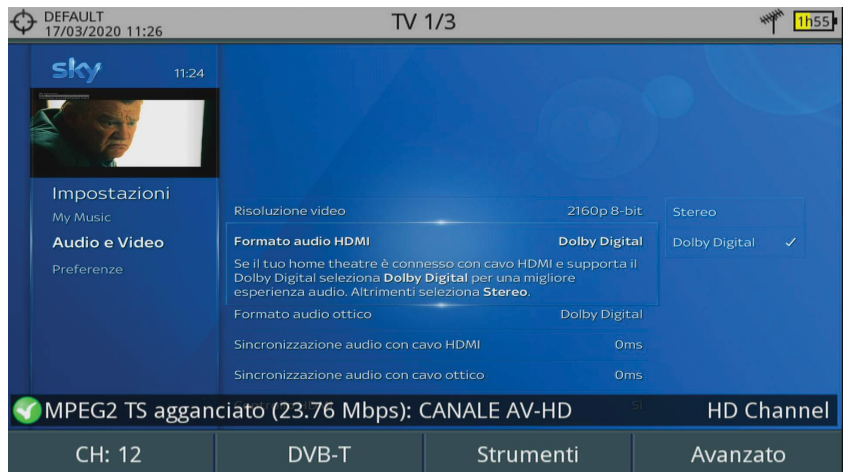 DEFAULT
17/03/2020 11:26
TV 1/3
1h55
sky
11:24
Impostazioni
My Music
Audio e Video
Preferenze
Risoluzione video 2160p 8-bit
Formato audio HDMI Dolby Digital
Se il tuo home theatre è connesso con cavo HDMI e supporta il
Dolby Digital seleziona Dolby Digital per una migliore
esperienza audio. Altrimenti seleziona Stereo.
Formato audio ottico Dolby Digital
Sincronizzazione audio con cavo HDMI 0ms
Sincronizzazione audio con cavo ottico 0ms
Stereo
Dolby Digital ✓
MPEG2 TS agganciato (23.76 Mbps): CANALE AV-HD HD Channel
CH: 12
DVB-T
Strumenti
Avanzato